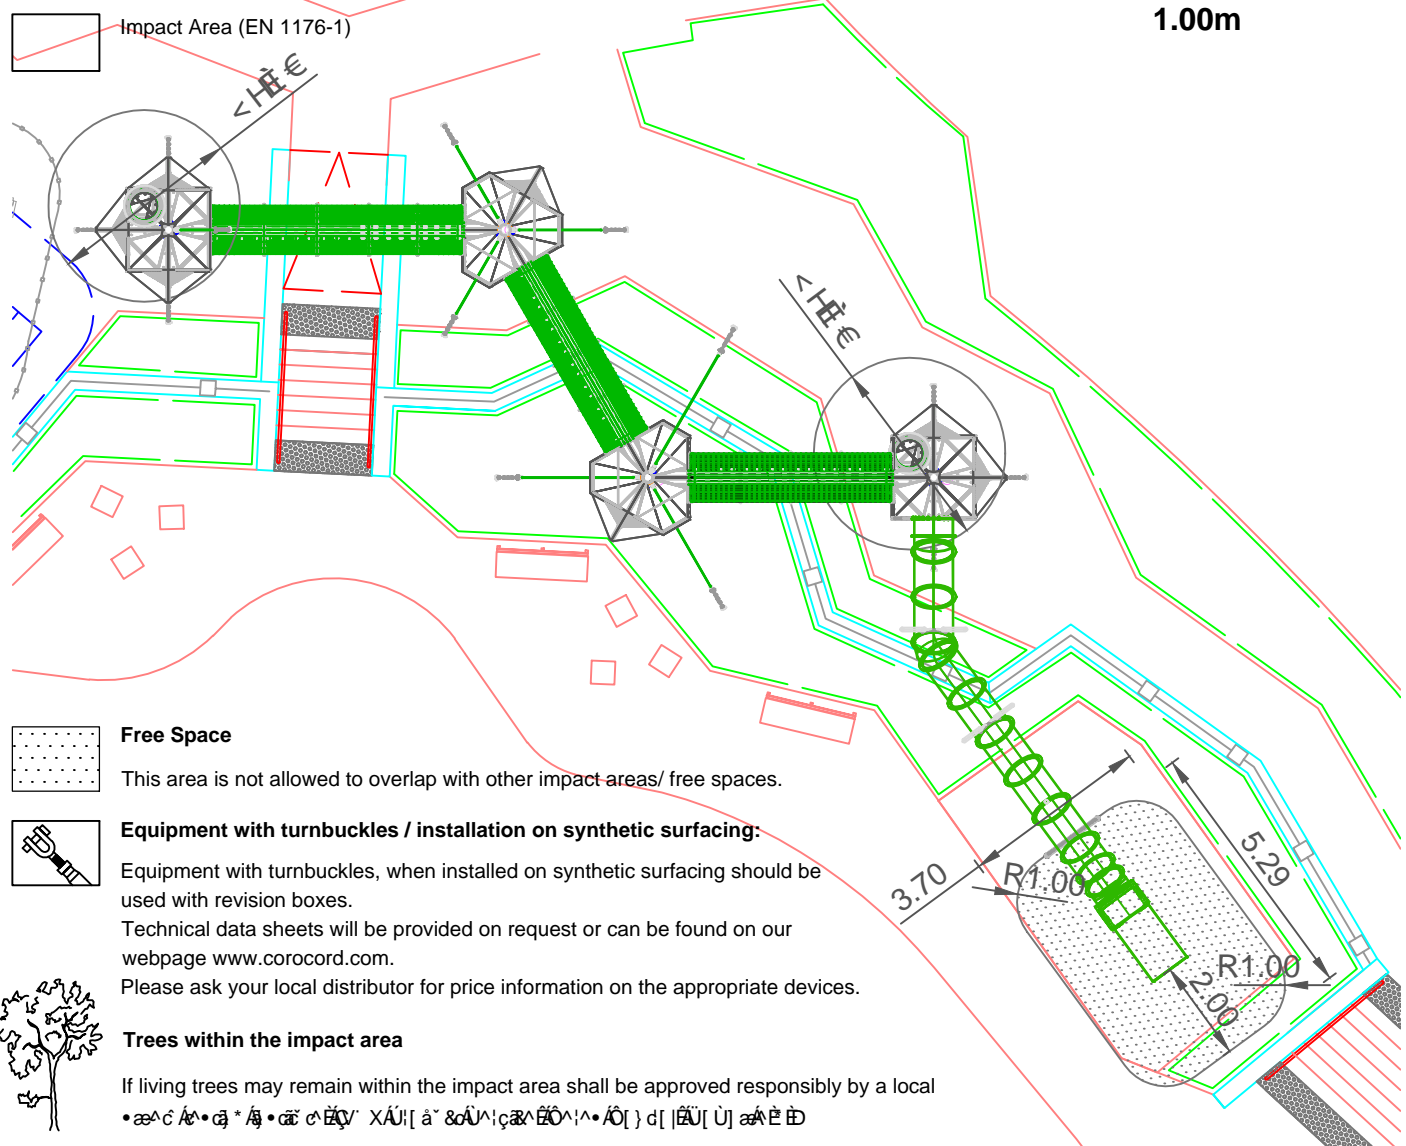 Impact Area (EN 1176-1)
1.00m
Free Space
This area is not allowed to overlap with other impact areas/ free spaces.
Equipment with turnbuckles / installation on synthetic surfacing:
Equipment with turnbuckles, when installed on synthetic surfacing should be
used with revision boxes.
Technical data sheets will be provided on request or can be found on our
webpage www.corocord.com.
Please ask your local distributor for price information on the appropriate devices.
Trees within the impact area
If living trees may remain within the impact area shall be approved responsibly by a local
3.70
R1.00
5.29
R1.00
2.00